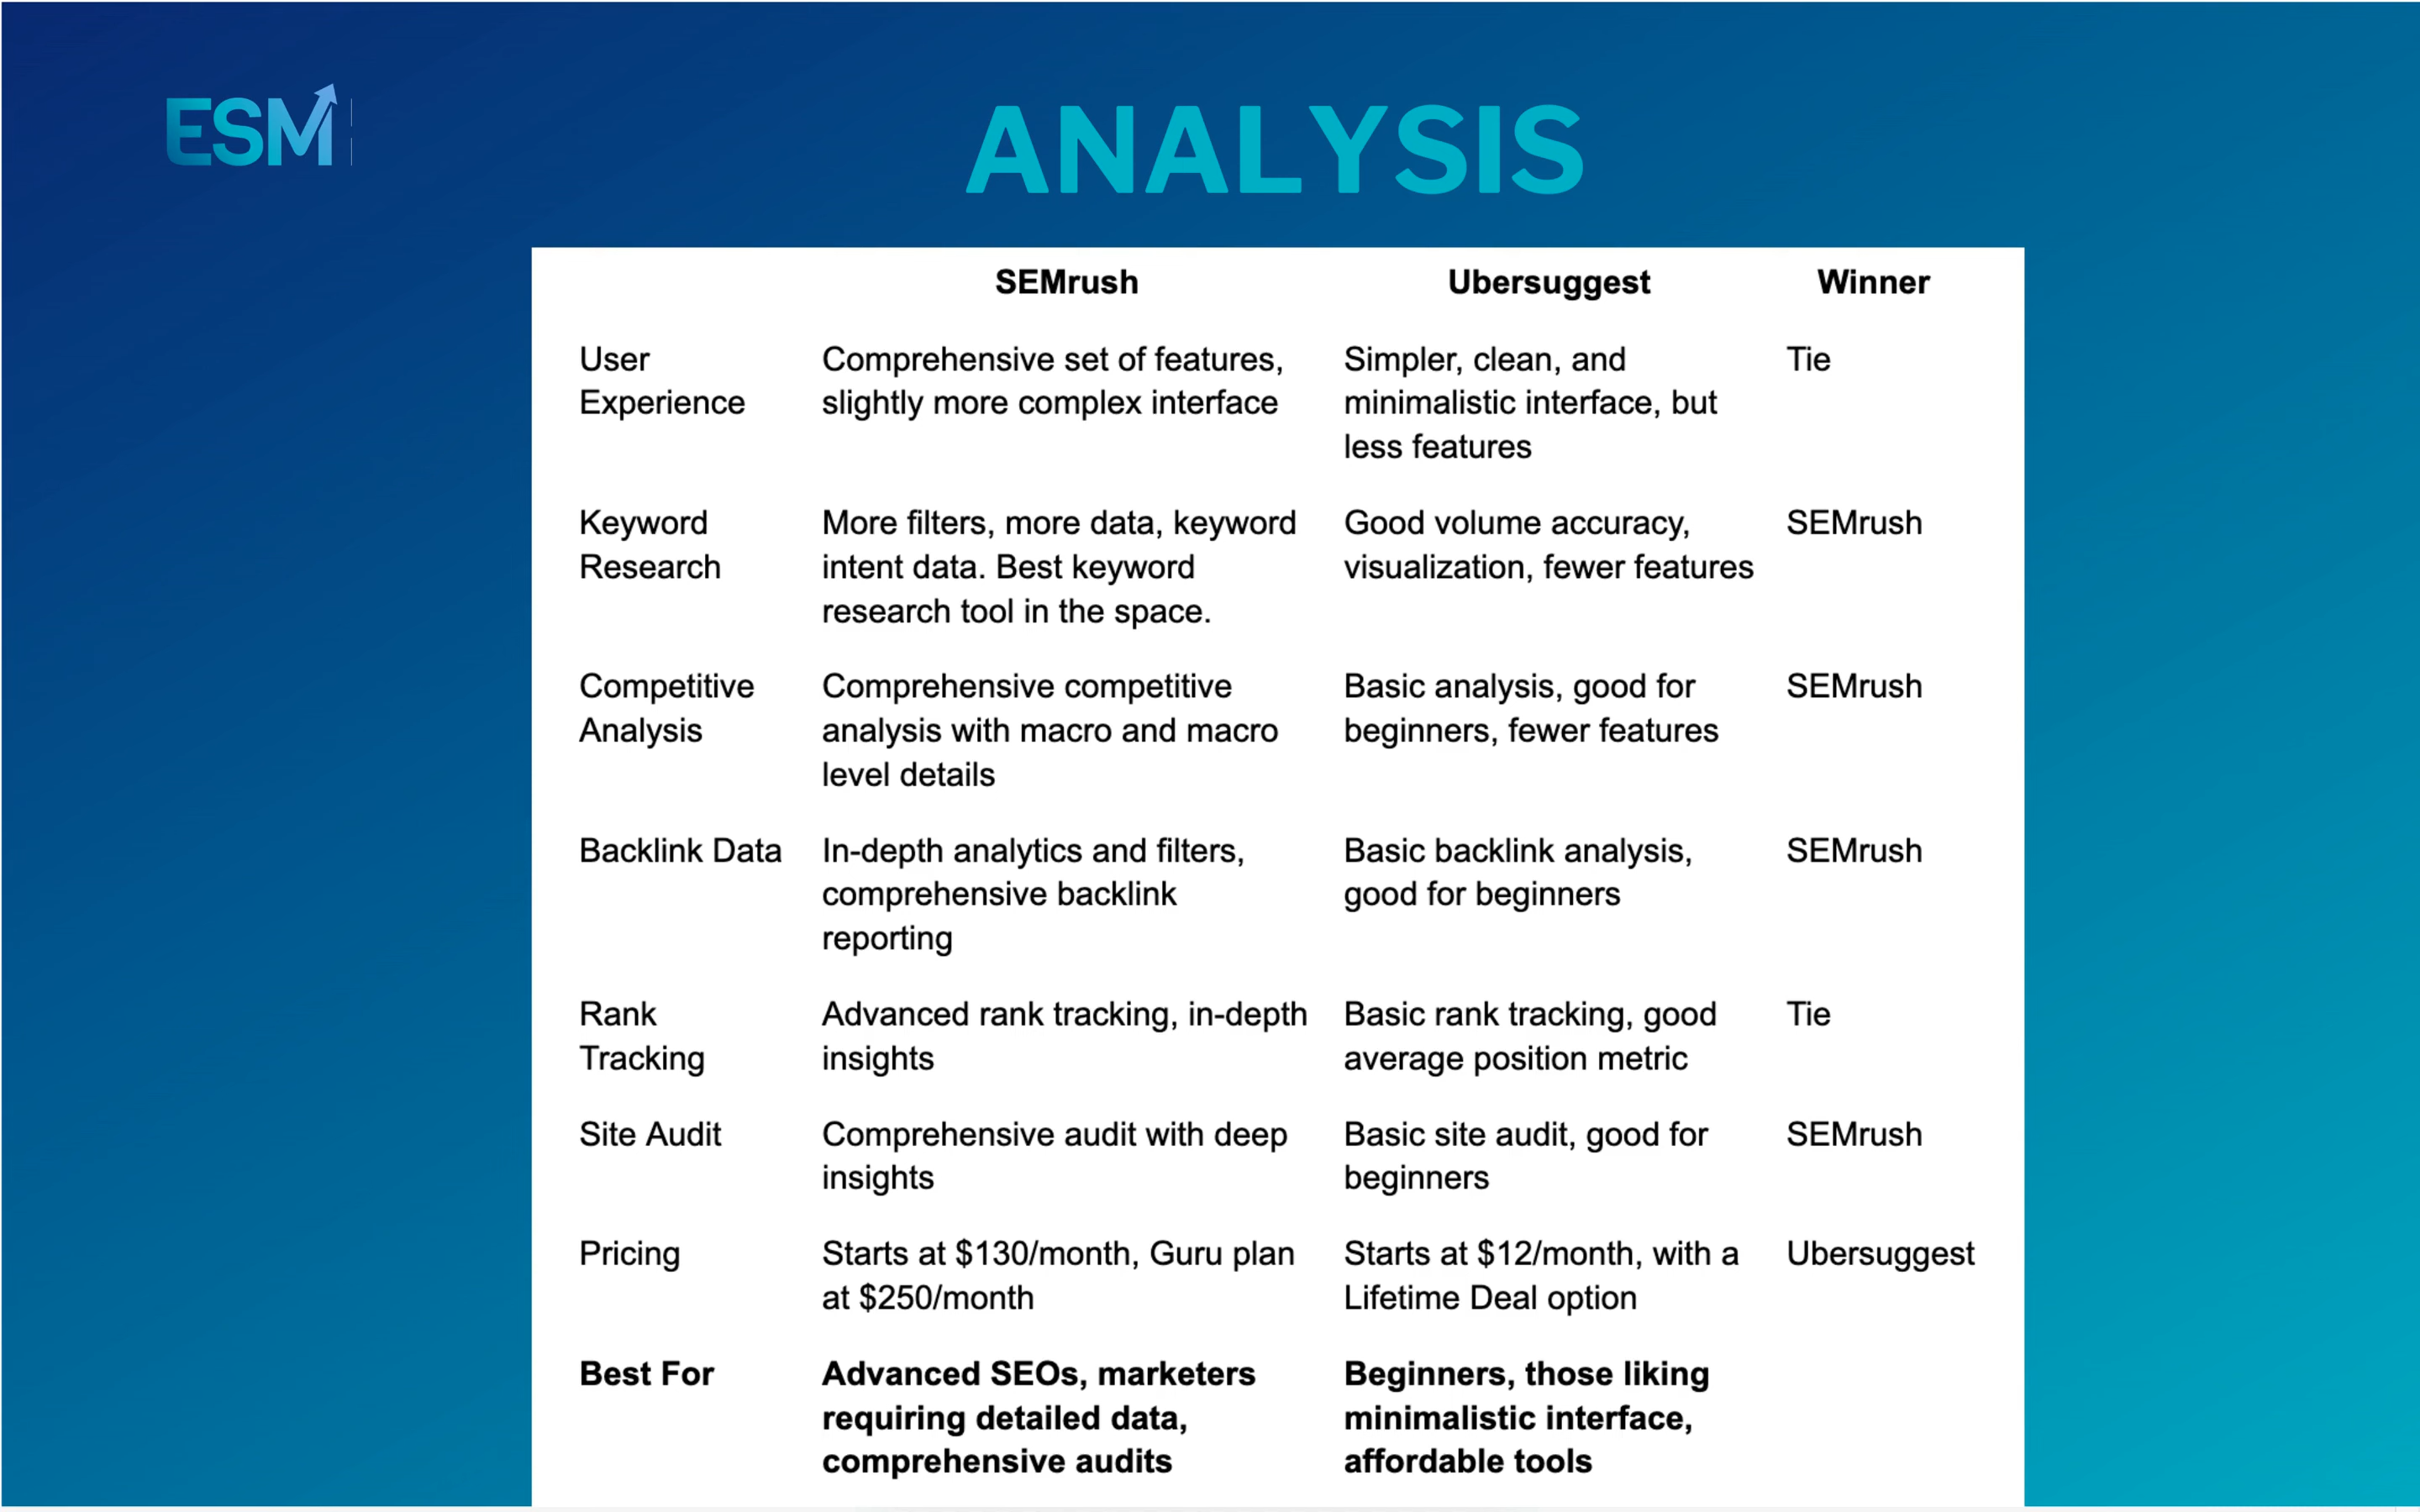 ESM
ANALYSIS
SEMrush Ubersuggest Winner
User Comprehensive set of features, Simpler, clean, and Tie
Experience slightly more complex interface minimalistic interface, but
less features
Keyword More filters, more data, keyword Good volume accuracy, SEMrush
Research intent data. Best keyword visualization, fewer features
research tool in the space.
Competitive Comprehensive competitive Basic analysis, good for SEMrush
Analysis analysis with macro and macro beginners, fewer features
level details
Backlink Data In-depth analytics and filters, Basic backlink analysis, SEMrush
comprehensive backlink good for beginners
reporting
Rank Advanced rank tracking, in-depth Basic rank tracking, good Tie
Tracking insights average position metric
Site Audit Comprehensive audit with deep Basic site audit, good for SEMrush
insights beginners
Pricing Starts at $130/month, Guru plan Starts at $12/month, with a Ubersuggest
at $250/month Lifetime Deal option
Best For Advanced SEOs, marketers Beginners, those liking
requiring detailed data, minimalistic interface,
comprehensive audits affordable tools